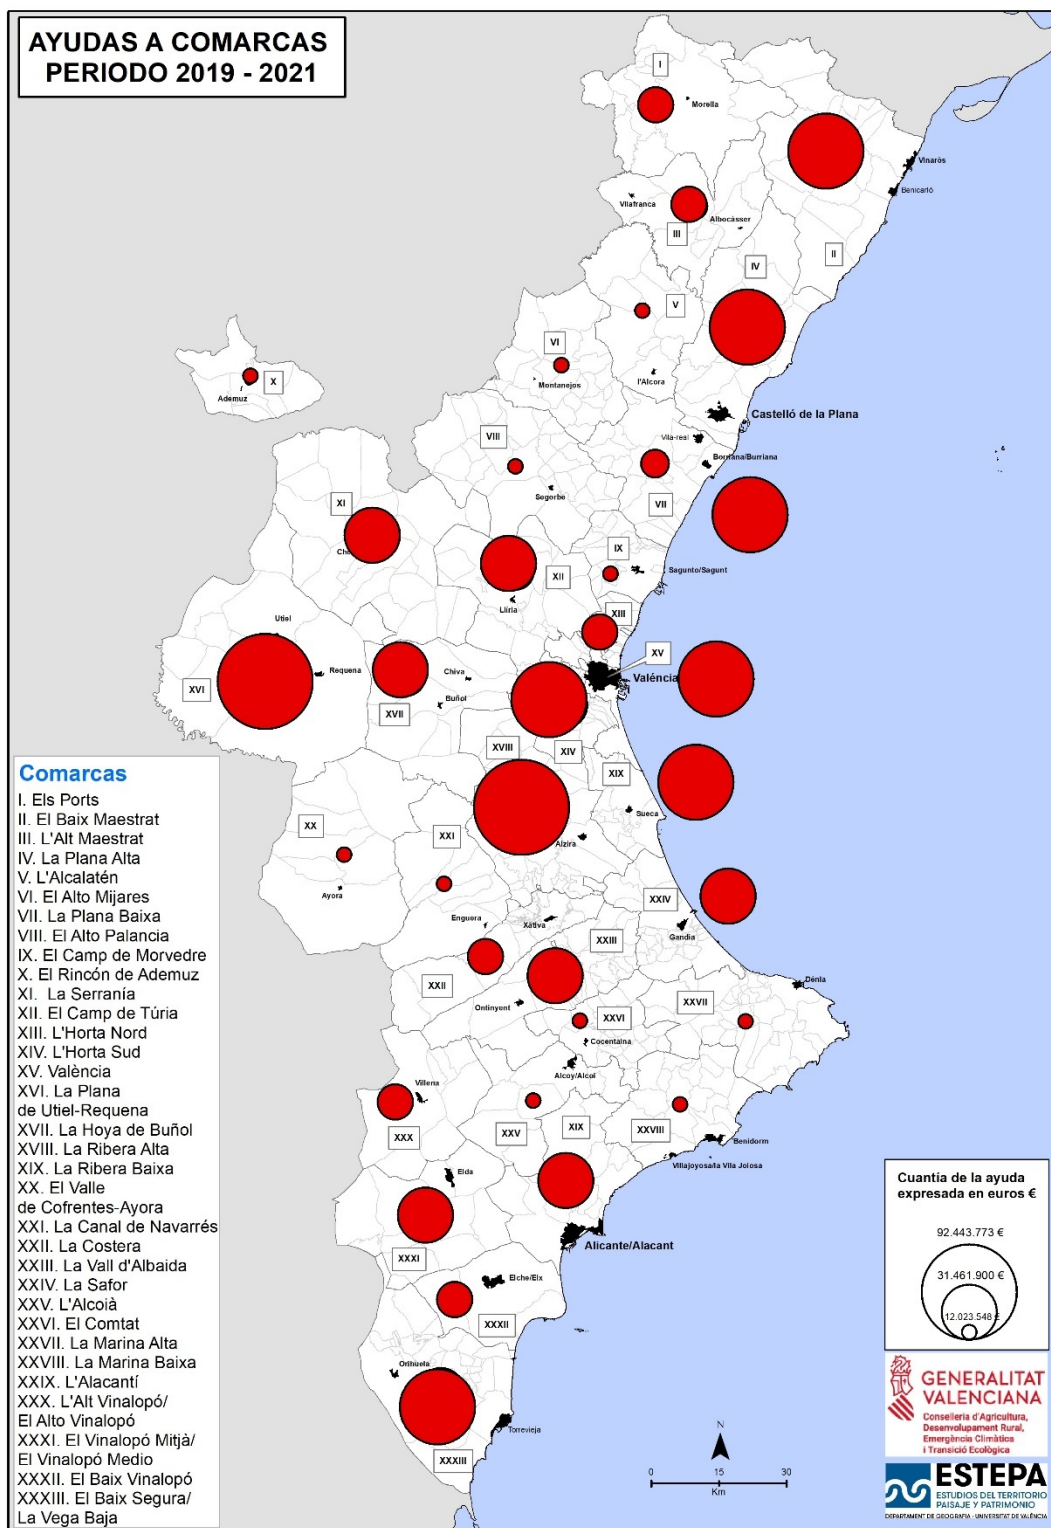 AYUDAS A COMARCAS
PERIODO 2019 - 2021
I
Morella
Vinaròs
Benicarló
Vilafranca
Albocàsser
III
II
IV
V
VI
Montanejos
l'Alcora
X
Ademuz
Castelló de la Plana
Vila-real
Borriana/Burriana
VIII
Segorbe
VII
XI
Che
IX
Sagunto/Sagunt
XII
Llíria
XIII
Utiel
XV
València
Requena
XVI
Chiva
Buñol
XVII
XVIII
XIV
XIX
Sueca
XX
XXI
Alzira
Ayora
Enguera
Xàtiva
XXIV
Gandia
XXIII
XXII
Ontinyent
XXVII
Dénia
XXVI
Cocentaina
Alcoy/Alcoi
Villena
XXX
XXV
XIX
XXVIII
Benidorm
Villajoyosa/la Vila Joiosa
Elda
Alicante/Alacant
XXXI
Elche/Elx
XXXII
Orihuela
Torrevieja
XXXIII
Comarcas
I. Els Ports
II. El Baix Maestrat
III. L'Alt Maestrat
IV. La Plana Alta
V. L'Alcalatén
VI. El Alto Mijares
VII. La Plana Baixa
VIII. El Alto Palancia
IX. El Camp de Morvedre
X. El Rincón de Ademuz
XI. La Serranía
XII. El Camp de Túria
XIII. L'Horta Nord
XIV. L'Horta Sud
XV. València
XVI. La Plana
de Utiel-Requena
XVII. La Hoya de Buñol
XVIII. La Ribera Alta
XIX. La Ribera Baixa
XX. El Valle
de Cofrentes-Ayora
XXI. La Canal de Navarrés
XXII. La Costera
XXIII. La Vall d'Albaida
XXIV. La Safor
XXV. L'Alcoià
XXVI. El Comtat
XXVII. La Marina Alta
XXVIII. La Marina Baixa
XXIX. L'Alacantí
XXX. L'Alt Vinalopó/
El Alto Vinalopó
XXXI. El Vinalopó Mitjà/
El Vinalopó Medio
XXXII. El Baix Vinalopó
XXXIII. El Baix Segura/
La Vega Baja
Cuantía de la ayuda
expresada en euros €
92.443.773 €
31.461.900 €
12.023.548 €
N
0 15 30
Km
GENERALITAT
VALENCIANA
Conselleria d'Agricultura,
Desenvolupament Rural,
Emergència Climàtica
i Transició Ecològica
ESTEPA
ESTUDIOS DEL TERRITORIO
PAISAJE Y PATRIMONIO
DEPARTAMENT DE GEOGRAFIA - UNIVERSITAT DE VALÈNCIA